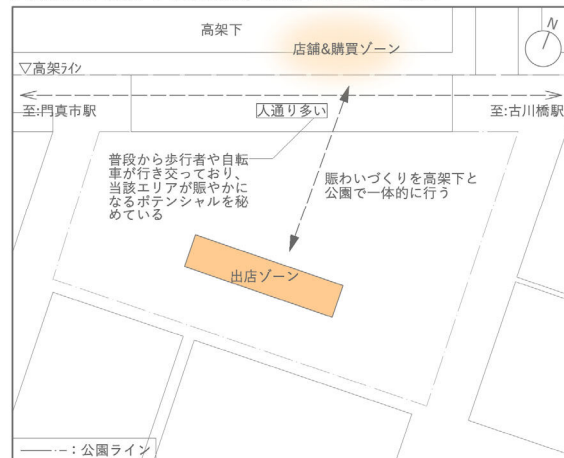 高架下
店舗&購買ゾーン
N
▽高架ライン
至:門真市駅
人通り多い
至:古川橋駅
普段から歩行者や自転
車が行き交っており、
当該エリアが賑やかに
なるポテンシャルを秘
めている
賑わいづくりを高架下と
公園で一体的に行う
出店ゾーン
：公園ライン